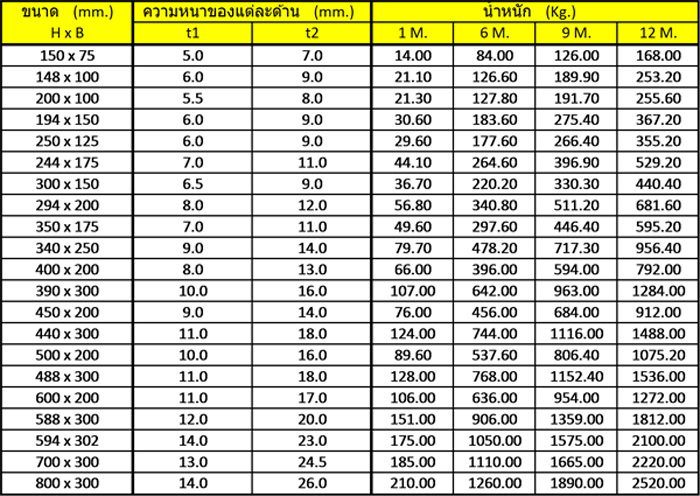 ขนาด (mm.) ความหนาของแต่ละด้าน (mm.) น้ำหนัก (Kg.)
H x B t1 t2 1 M. 6 M. 9 M. 12 M.
150 x 75 5.0 7.0 14.00 84.00 126.00 168.00
148 x 100 6.0 9.0 21.10 126.60 189.90 253.20
200 x 100 5.5 8.0 21.30 127.80 191.70 255.60
194 x 150 6.0 9.0 30.60 183.60 275.40 367.20
250 x 125 6.0 9.0 29.60 177.60 266.40 355.20
244 x 175 7.0 11.0 44.10 264.60 396.90 529.20
300 x 150 6.5 9.0 36.70 220.20 330.30 440.40
294 x 200 8.0 12.0 56.80 340.80 511.20 681.60
350 x 175 7.0 11.0 49.60 297.60 446.40 595.20
340 x 250 9.0 14.0 79.70 478.20 717.30 956.40
400 x 200 8.0 13.0 66.00 396.00 594.00 792.00
390 x 300 10.0 16.0 107.00 642.00 963.00 1284.00
450 x 200 9.0 14.0 76.00 456.00 684.00 912.00
440 x 300 11.0 18.0 124.00 744.00 1116.00 1488.00
500 x 200 10.0 16.0 89.60 537.60 806.40 1075.20
488 x 300 11.0 18.0 128.00 768.00 1152.40 1536.00
600 x 200 11.0 17.0 106.00 636.00 954.00 1272.00
588 x 300 12.0 20.0 151.00 906.00 1359.00 1812.00
594 x 302 14.0 23.0 175.00 1050.00 1575.00 2100.00
700 x 300 13.0 24.5 185.00 1110.00 1665.00 2220.00
800 x 300 14.0 26.0 210.00 1260.00 1890.00 2520.00